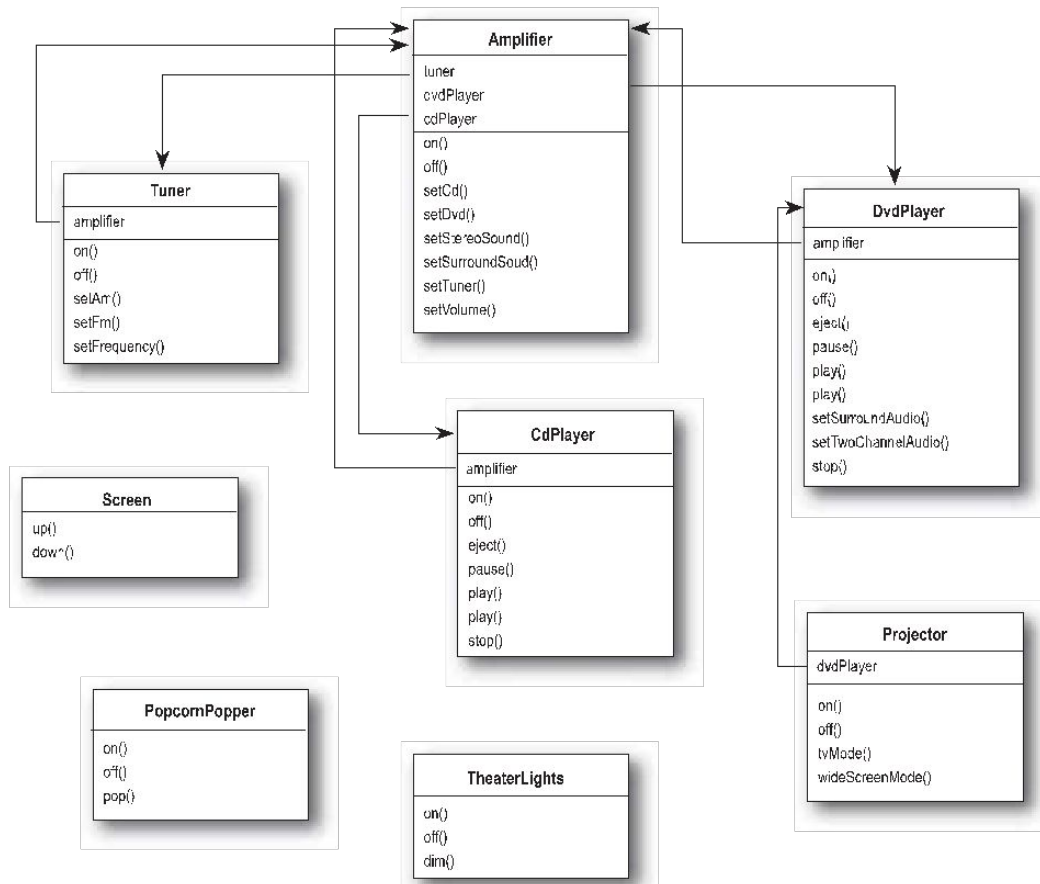 Amplifier
tuner
dvdPlayer
cdPlayer
on()
off()
setCd()
setDvd()
setStereoSound()
setSurroundSoud()
setTuner()
setVolume()
Tuner
amplifier
on()
off()
setAm()
setFm()
setFrequency()
DvdPlayer
amplifier
on()
off()
eject()
pause()
play()
play()
setSurroundAudio()
setTwoChannelAudio()
stop()
CdPlayer
amplifier
on()
off()
eject()
pause()
play()
play()
stop()
Screen
up()
down()
Projector
dvdPlayer
on()
off()
tvMode()
wideScreenMode()
PopcornPopper
on()
off()
pop()
TheaterLights
on()
off()
dim()